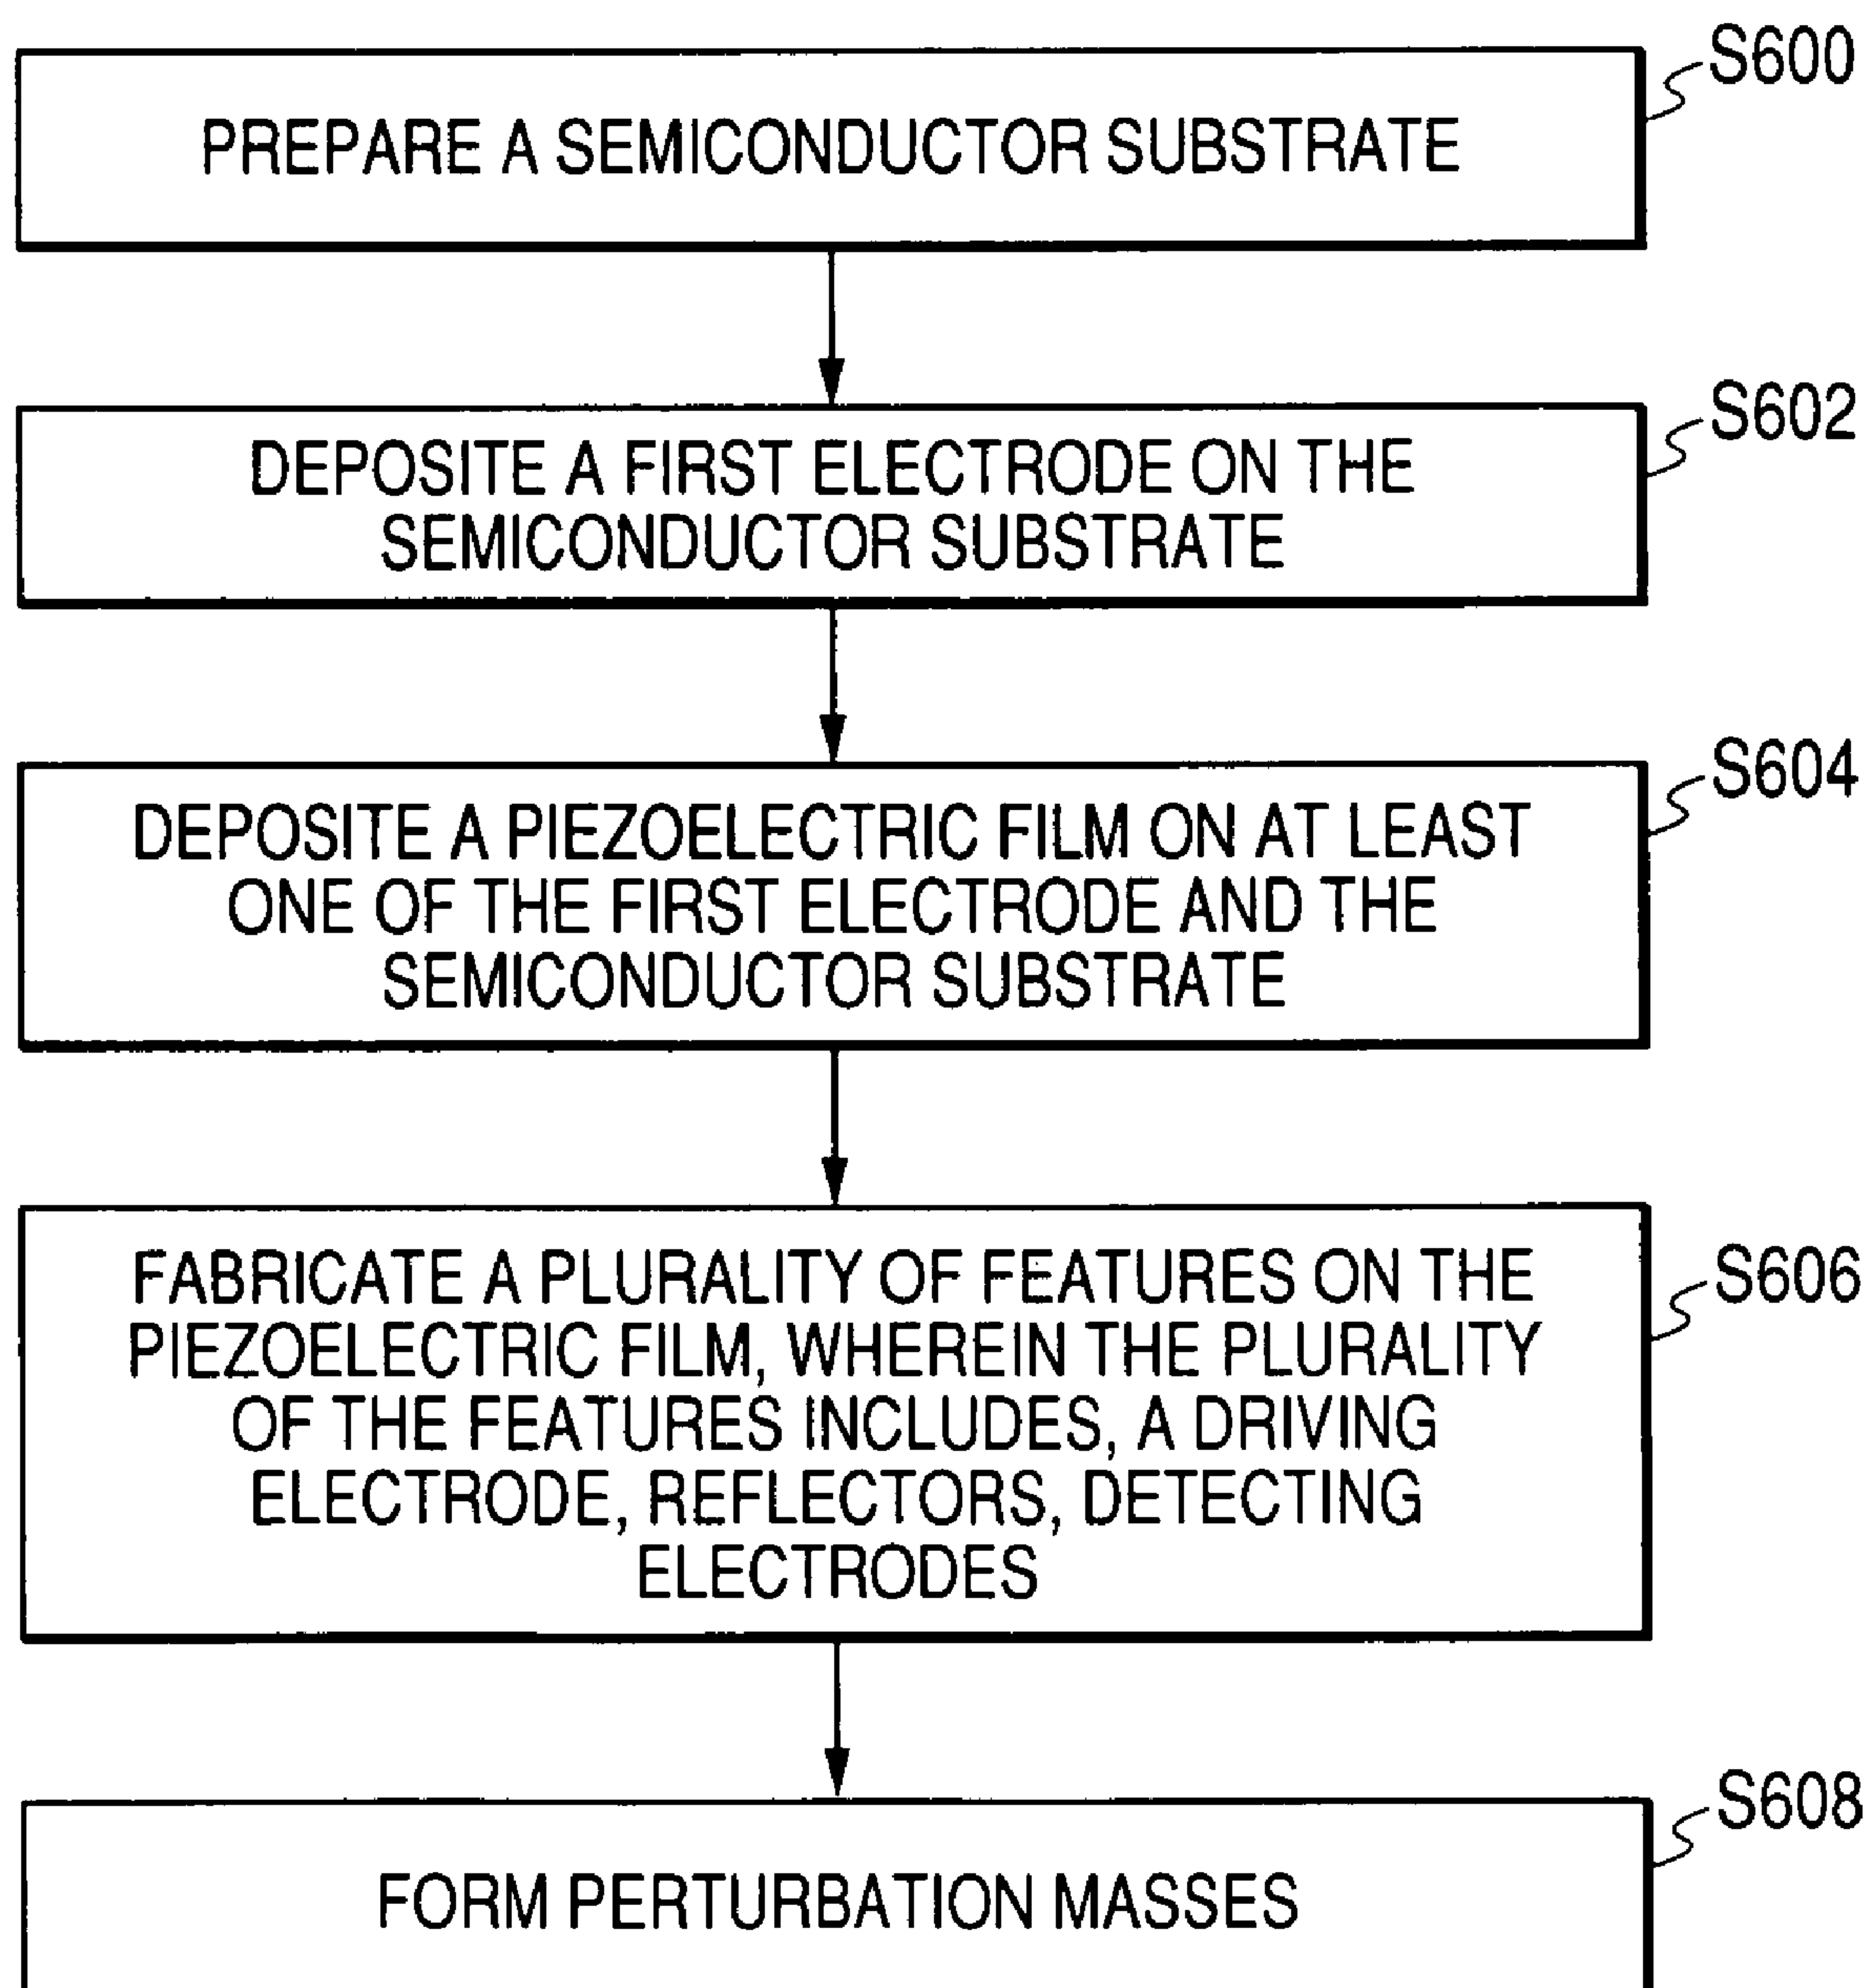 S600
PREPARE A SEMICONDUCTOR SUBSTRATE
S602
DEPOSITE A FIRST ELECTRODE ON THE
SEMICONDUCTOR SUBSTRATE
S604
DEPOSITE A PIEZOELECTRIC FILM ON AT LEAST
ONE OF THE FIRST ELECTRODE AND THE
SEMICONDUCTOR SUBSTRATE
S606
FABRICATE A PLURALITY OF FEATURES ON THE
PIEZOELECTRIC FILM, WHEREIN THE PLURALITY
OF THE FEATURES INCLUDES, A DRIVING
ELECTRODE, REFLECTORS, DETECTING
ELECTRODES
S608
FORM PERTURBATION MASSES